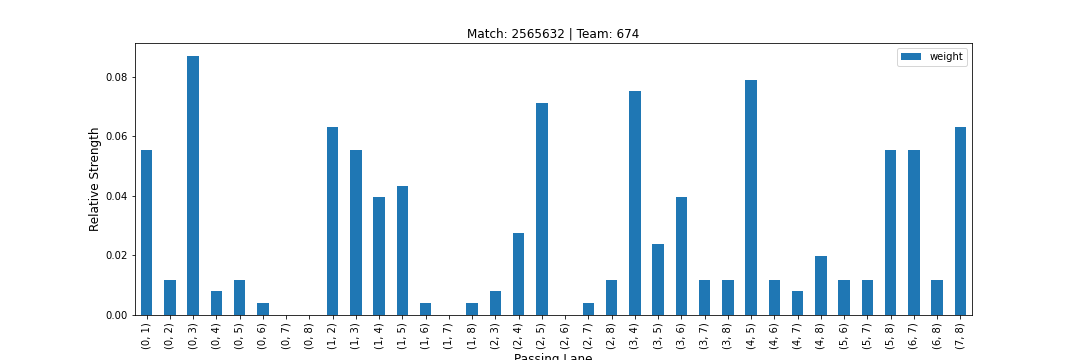 Match: 2565632 | Team: 674
weight
Relative Strength
0.08
0.06
0.04
0.02
0.00
(0, 1) (0, 2) (0, 3) (0, 4) (0, 5) (0, 6) (0, 7) (0, 8) (1, 2) (1, 3) (1, 4) (1, 5) (1, 6) (1, 7) (1, 8) (2, 3) (2, 4) (2, 5) (2, 6) (2, 7) (2, 8) (3, 4) (3, 5) (3, 6) (3, 7) (3, 8) (4, 5) (4, 6) (4, 7) (4, 8) (5, 6) (5, 7) (5, 8) (6, 7) (6, 8) (7, 8)
Passing Lane